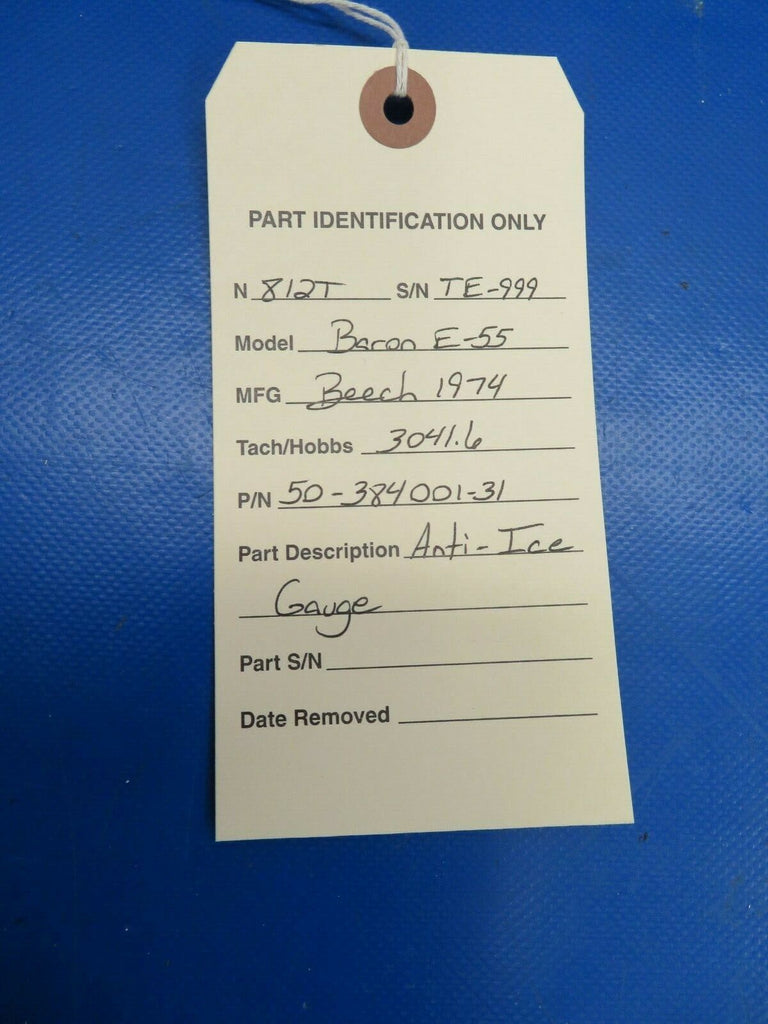 PART IDENTIFICATION ONLY
N 812T S/N TE-999
Model Baron E-55
MFG Beech 1974
Tach/Hobbs 3041.6
P/N 50-384001-31
Part Description Anti-Ice
Gauge
Part S/N
Date Removed